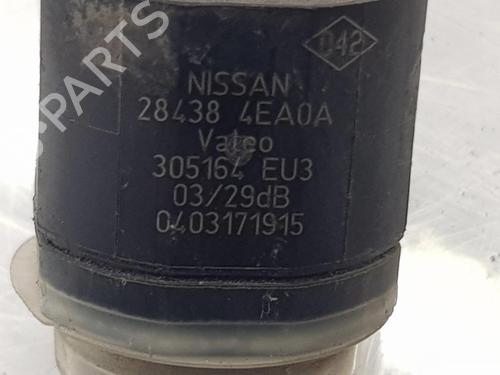 D42
NISSAN
28438 4EA0A
Valeo
305164 EU3
03/29dB
0403171915
PARTS